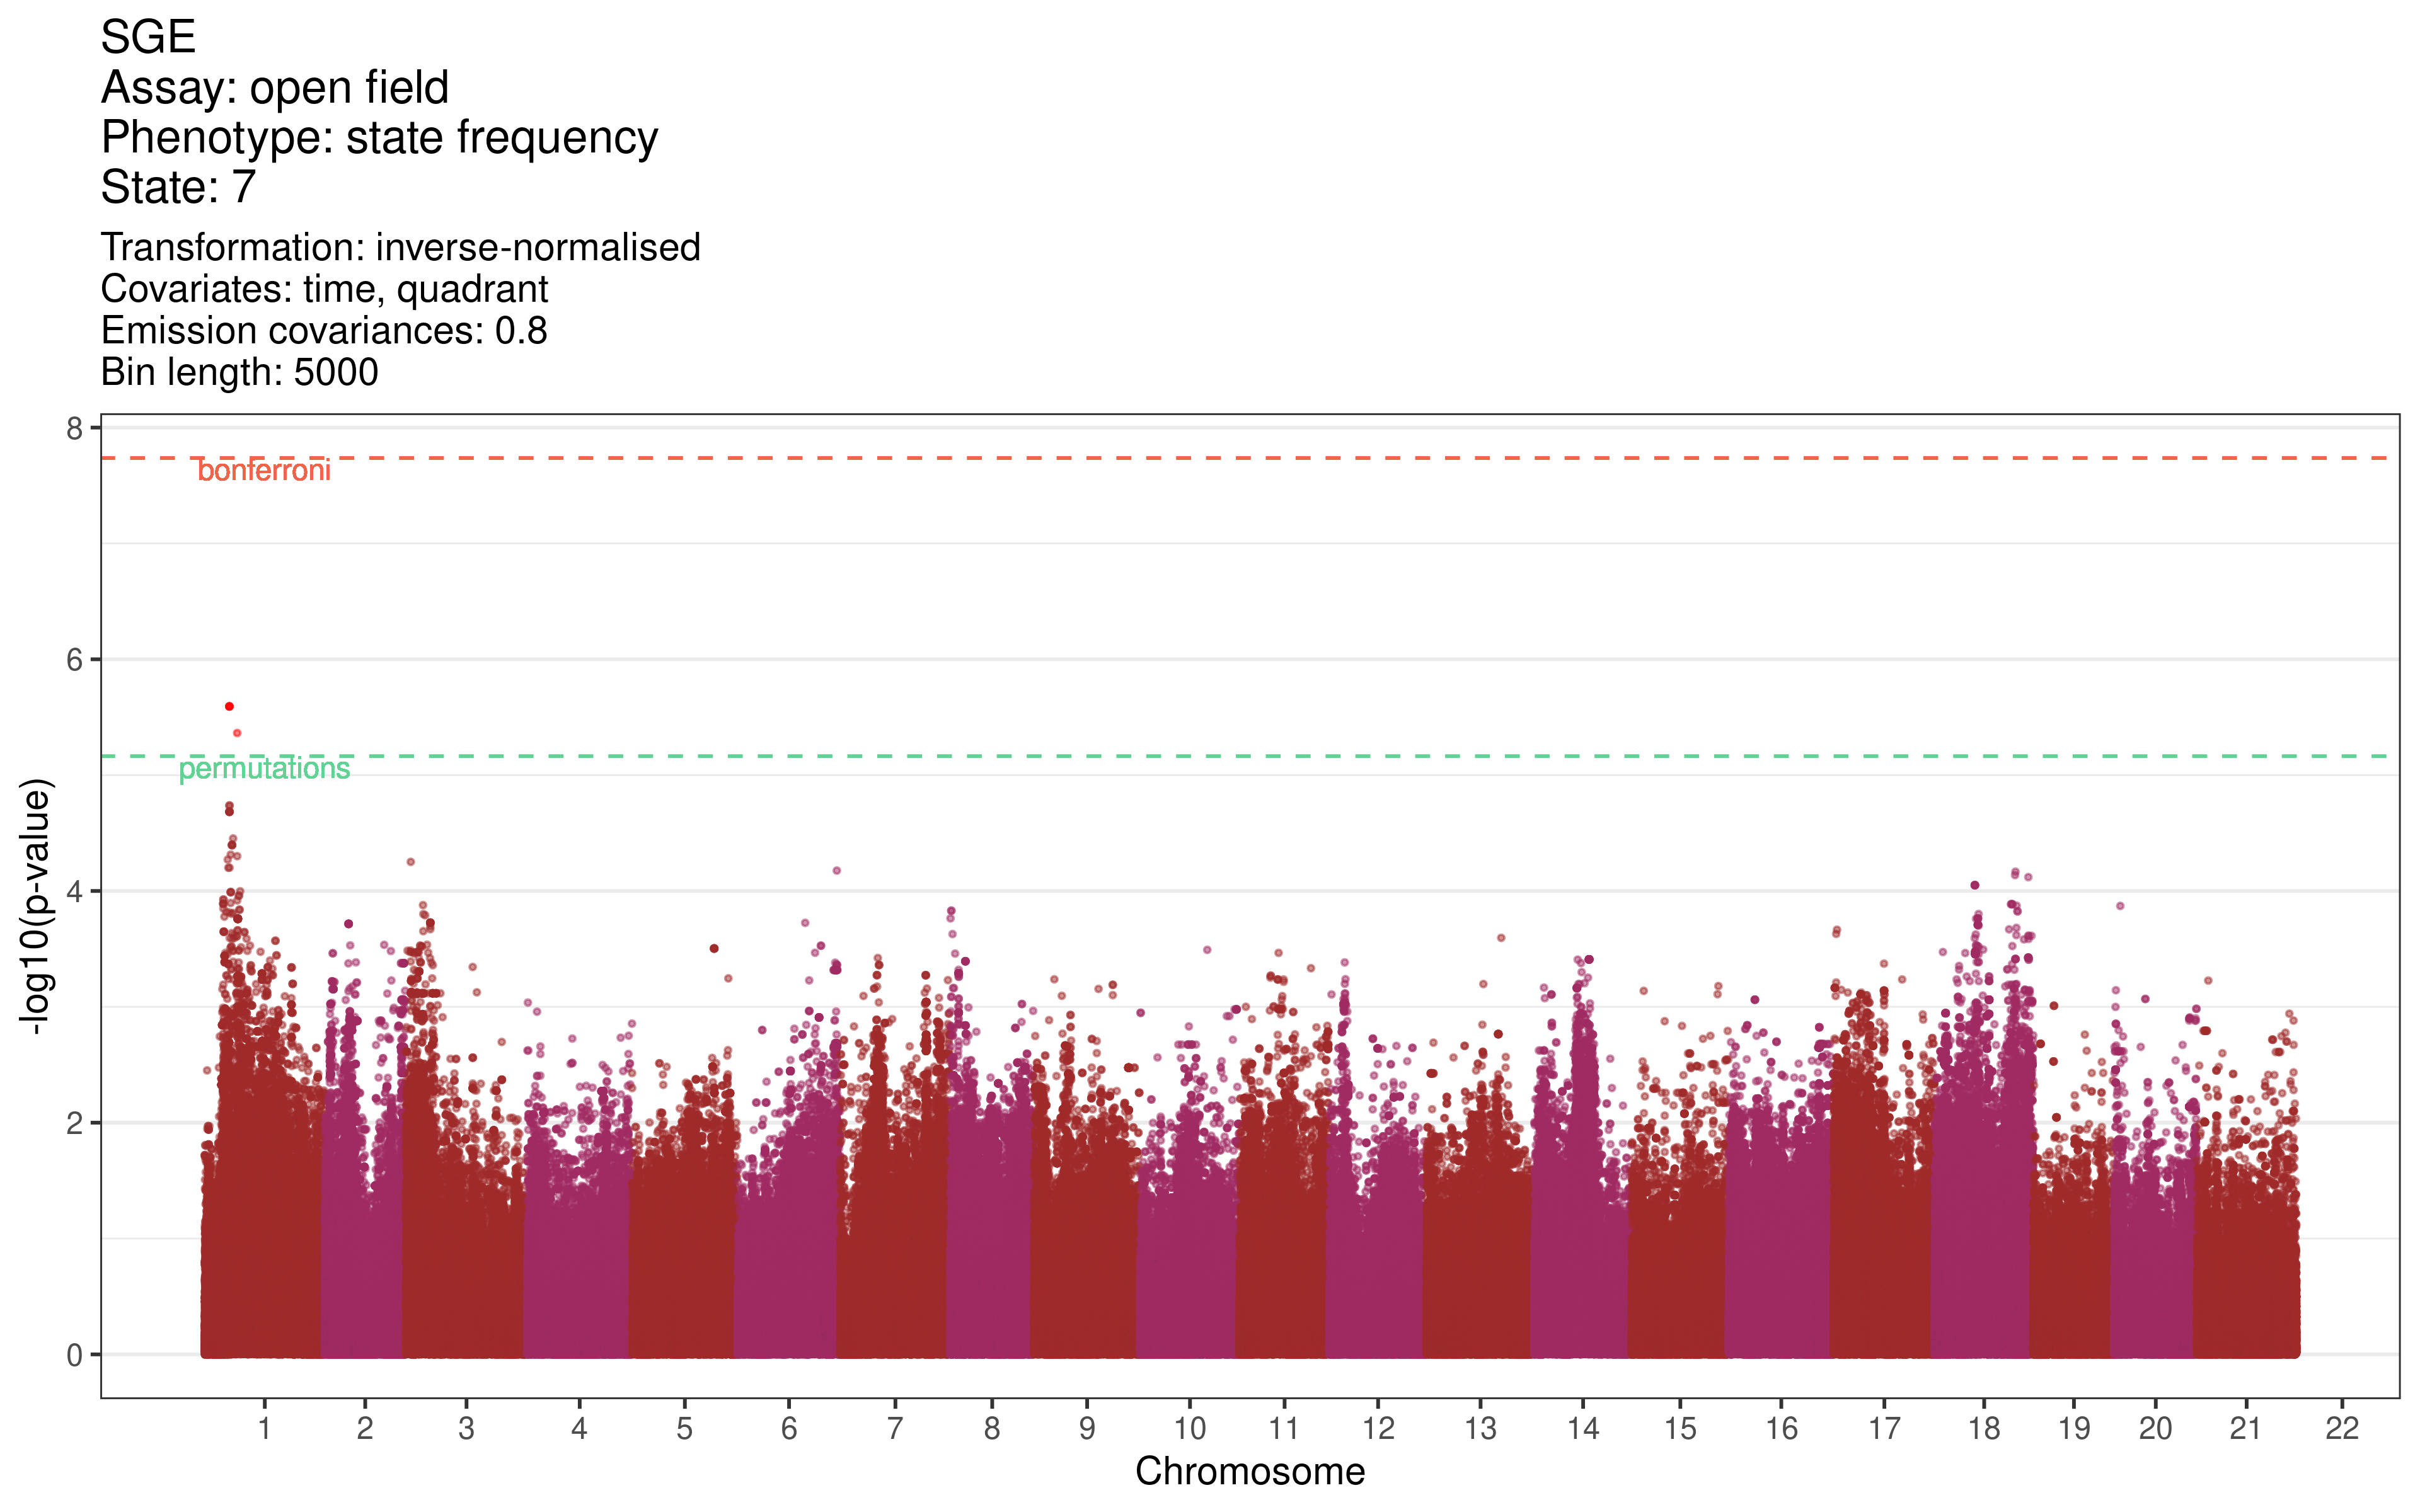 SGE
Assay: open field
Phenotype: state frequency
State: 7
Transformation: inverse-normalised
Covariates: time, quadrant
Emission covariances: 0.8
Bin length: 5000
8
bonferroni
6
permutations
4
2
0
-log10(p-value)
1 2 3 4 5 6 7 8 9 10 11 12 13 14 15 16 17 18 19 20 21 22
Chromosome